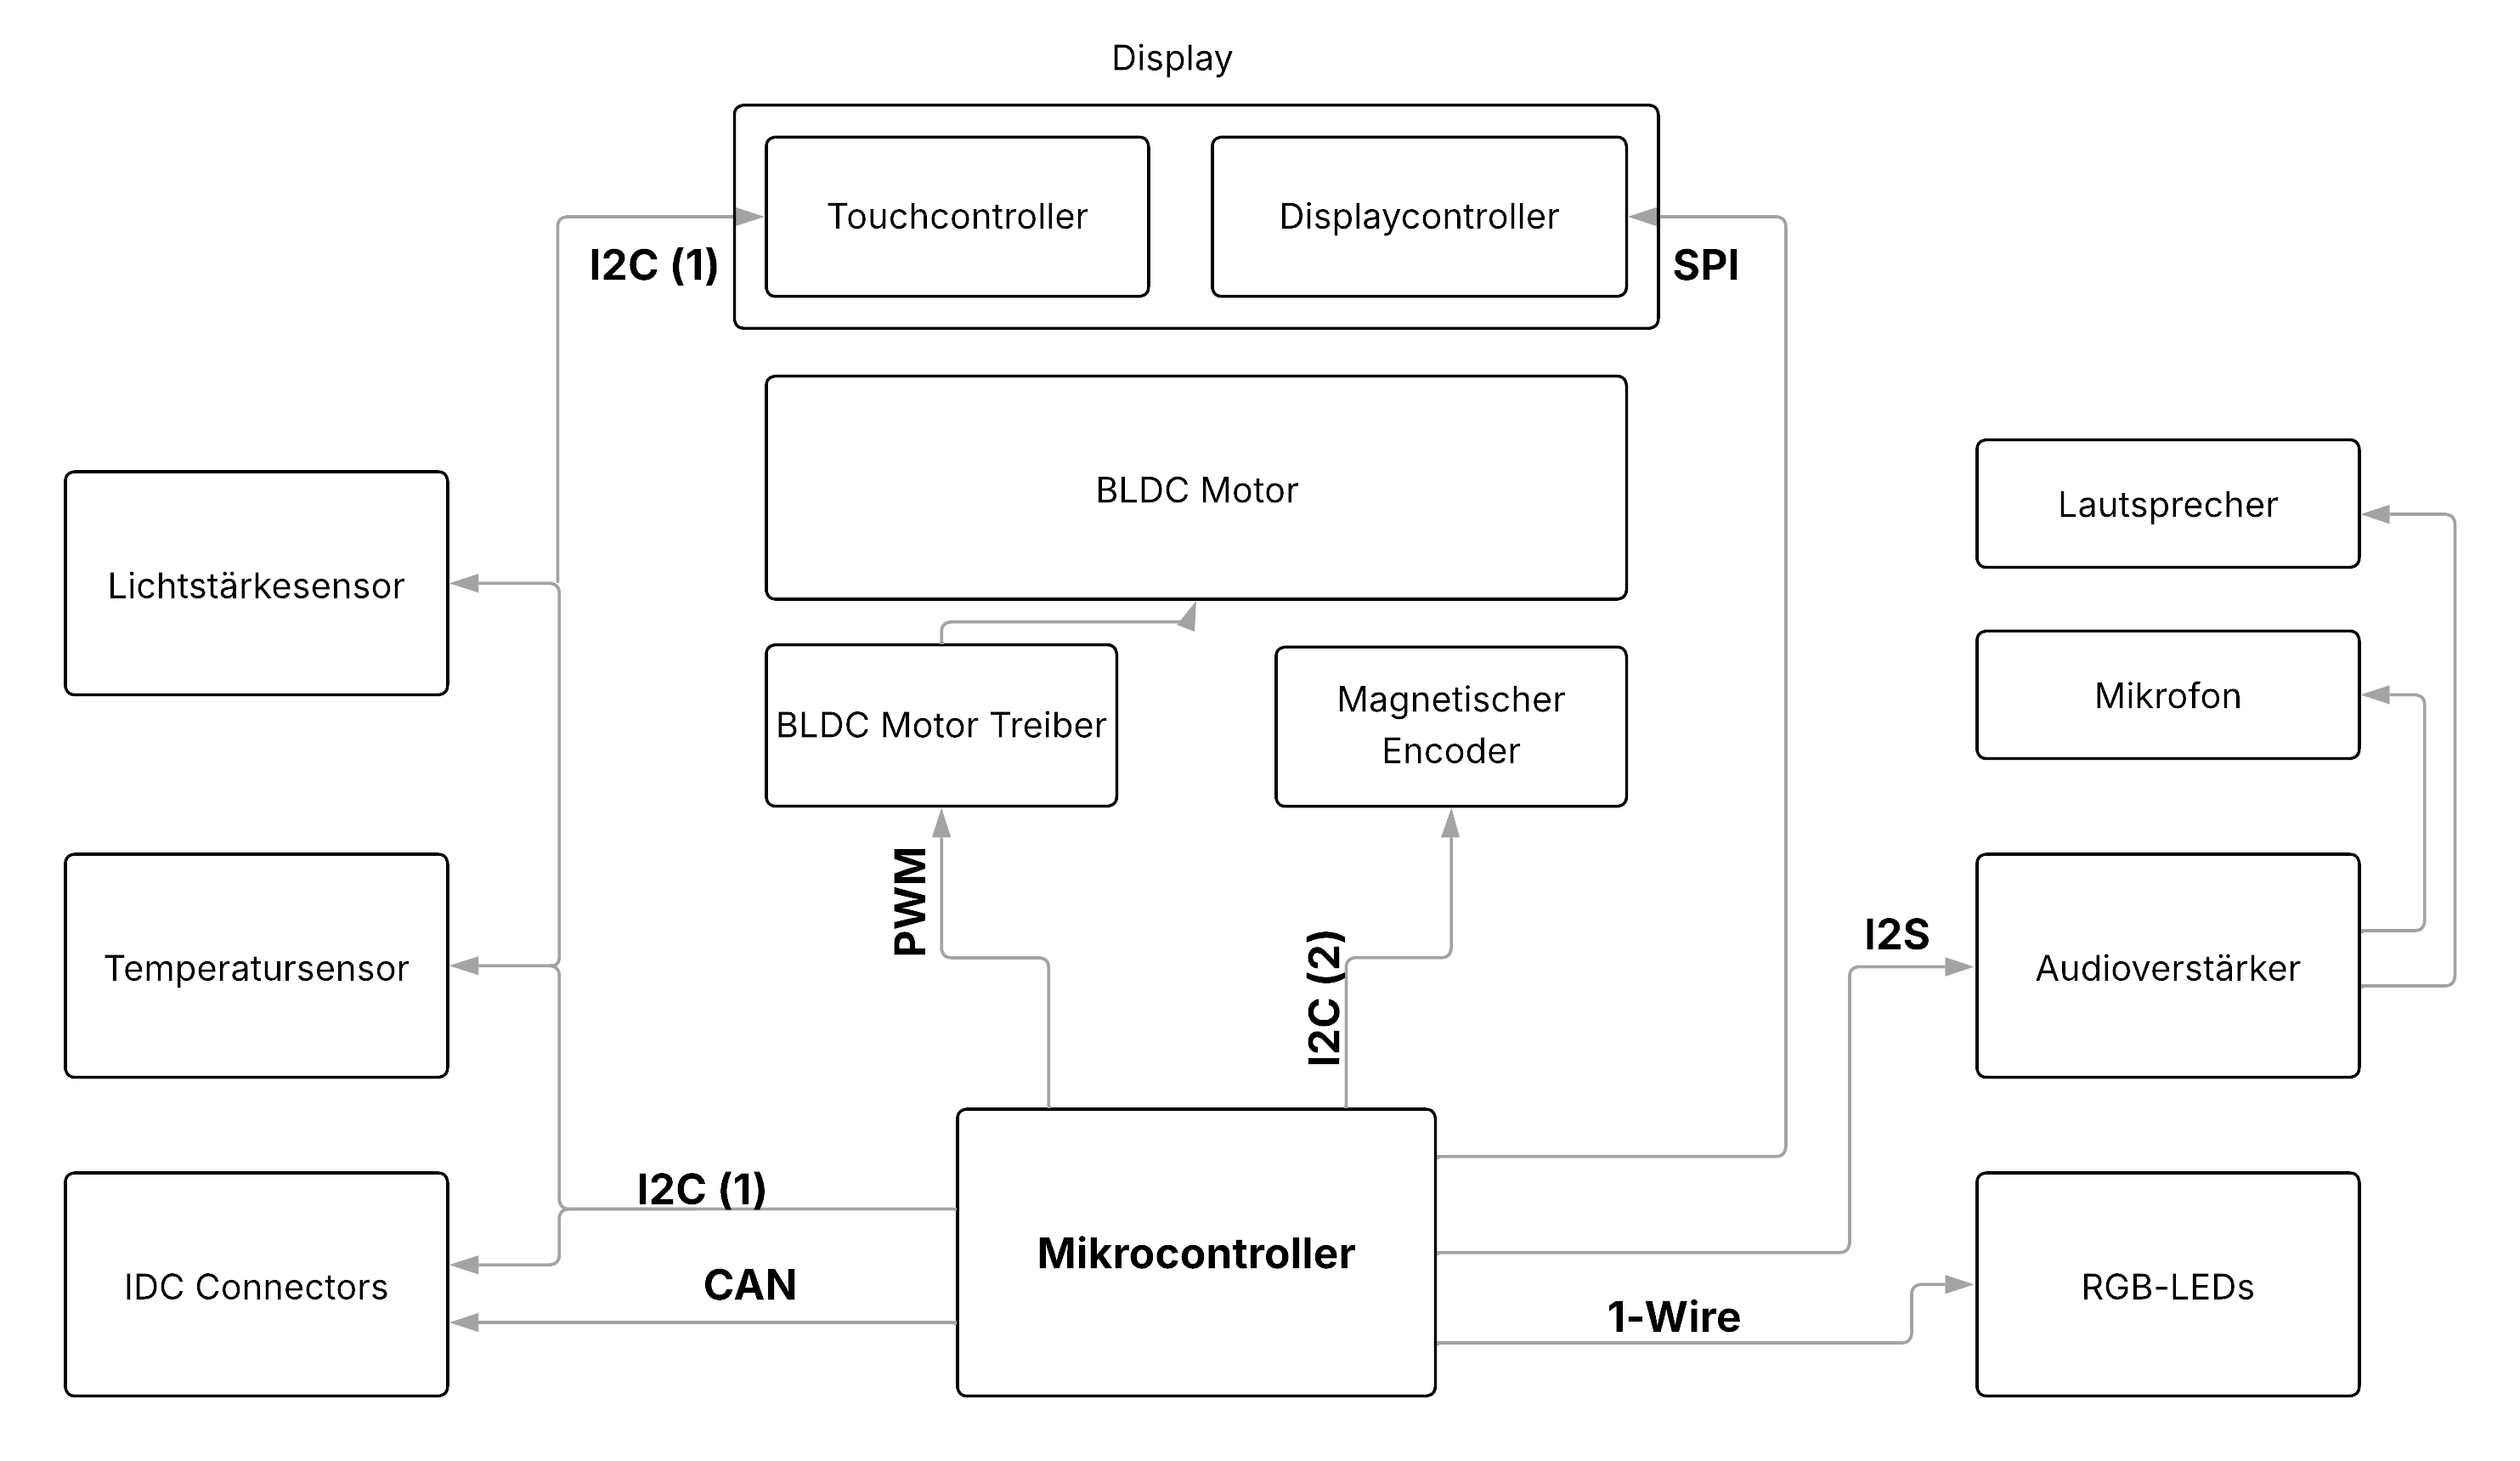 Display
Touchcontroller
Displaycontroller
I2C (1)
SPI
BLDC Motor
Lautsprecher
Lichtstärkesensor
Mikrofon
BLDC Motor Treiber
Magnetischer
Encoder
PWM
I2C (2)
I2S
Temperatursensor
Audioverstärker
I2C (1)
Mikrocontroller
IDC Connectors
CAN
1-Wire
RGB-LEDs